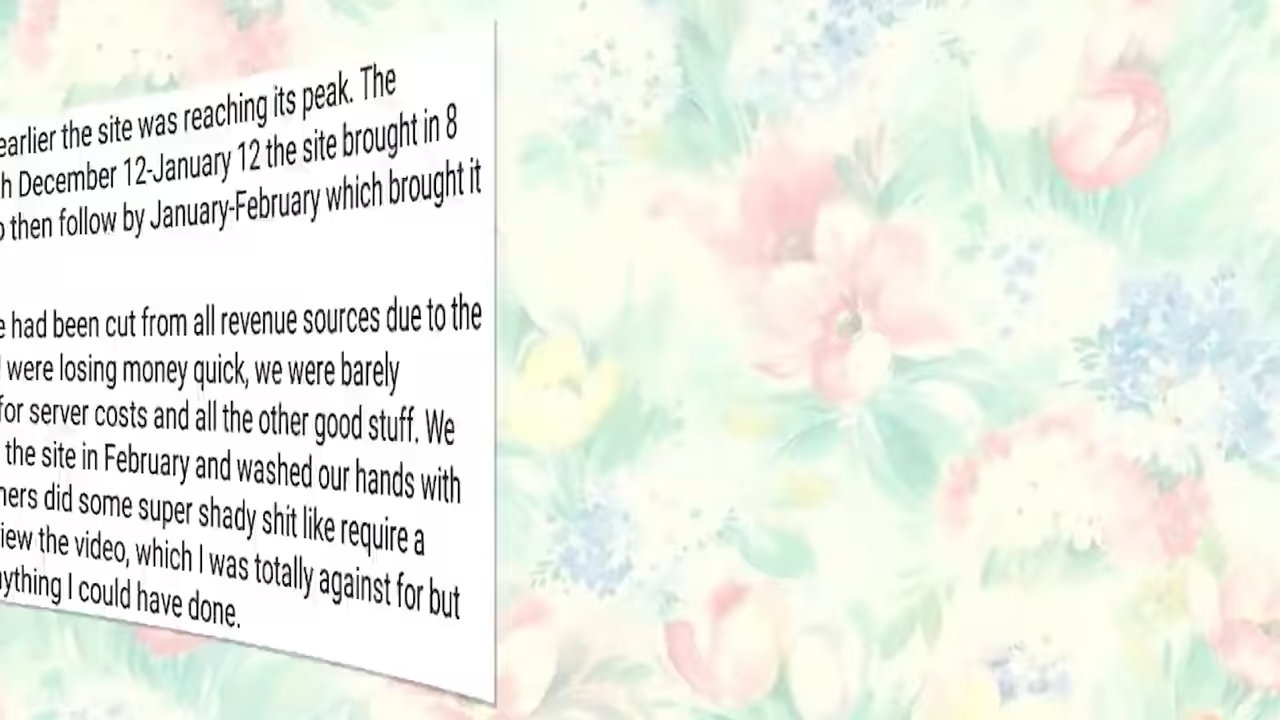 earlier the site was reaching its peak. The
h December 12-January 12 the site brought in 8
o then follow by January-February which brought it
e had been cut from all revenue sources due to the
were losing money quick, we were barely
for server costs and all the other good stuff. We
the site in February and washed our hands with
ners did some super shady shit like require a
iew the video, which I was totally against for but
ything I could have done.